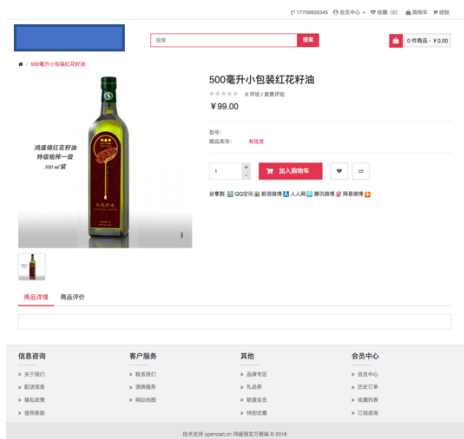 17709930345 会员中心 收藏 (0) 购物车 结账
搜索 搜索 0 件商品 - ￥0.00
500毫升小包装红花籽油
500毫升小包装红花籽油
0 评论 / 发表评论
￥99.00
型号:
商品库存: 有现货
1 加入购物车
分享到 QQ空间 新浪微博 人人网 腾讯微博 网易微博
鸿盛锋红花籽油
特级初榨一级
500 ml 装
商品详情 商品评价
信息咨询 客户服务 其他 会员中心
» 关于我们 » 联系我们 » 品牌专区 » 会员中心
» 配送信息 » 退换服务 » 礼品券 » 历史订单
» 隐私政策 » 网站地图 » 联盟会员 » 收藏列表
» 使用条款 » 特别优惠 » 订阅咨询
技术支持 opencart.cn 鸿盛锋官方商城 © 2018